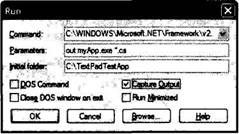 Run
Command: C:\WINDOWS\Microsoft.NET\Framework\v2.
Parameters: out:myApp.exe *.cs
Initial folder: C:\TextPadTestApp
DOS Command Capture Output
Close DOS window on exit Run Minimized
OK Cancel Browse... Help